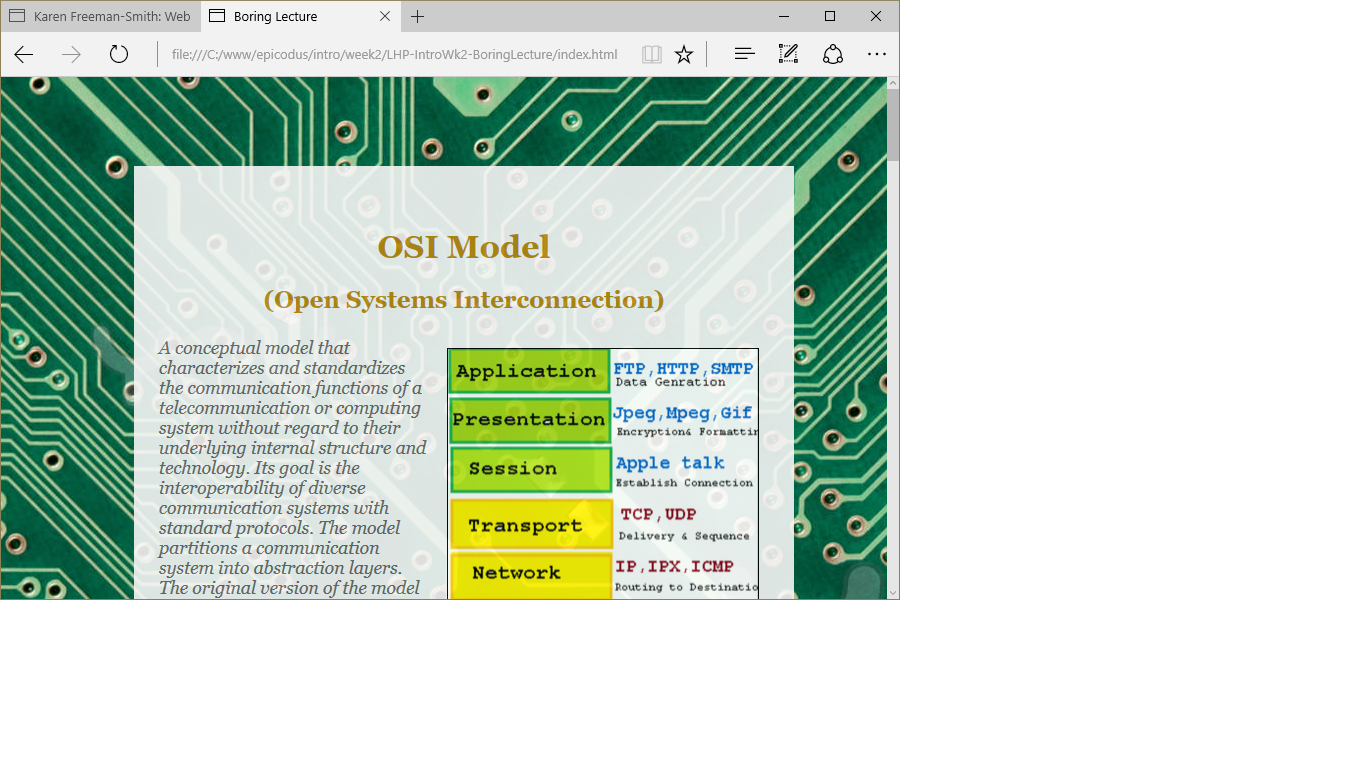 Karen Freeman-Smith: Web
Boring Lecture
file:///C:/www/epicodus/intro/week2/LHP-IntroWk2-BoringLecture/index.html
OSI Model
(Open Systems Interconnection)
A conceptual model that
characterizes and standardizes
the communication functions of a
telecommunication or computing
system without regard to their
underlying internal structure and
technology. Its goal is the
interoperability of diverse
communication systems with
standard protocols. The model
partitions a communication
system into abstraction layers.
The original version of the model
Application
FTP,HTTP,SMTP
Data Genration
Presentation
Jpeg,Mpeg,Gif
Encryption& Formattin
Session
Apple talk
Establish Connection
Transport
TCP,UDP
Delivery & Sequence
Network
IP,IPX,ICMP
Routing to Destinatio